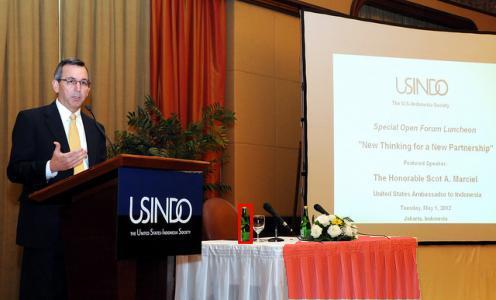 USINDO
The U.S-Indonesia Society
Special Open Forum Luncheon
"New Thinking for a New Partnership"
Featured Speaker:
The Honorable Scot A. Marciel
United States Ambassador to Indonesia
Tuesday, May 1, 2012
Jakarta, Indonesia
USINDO
THE UNITED STATES-INDONESIA SOCIETY